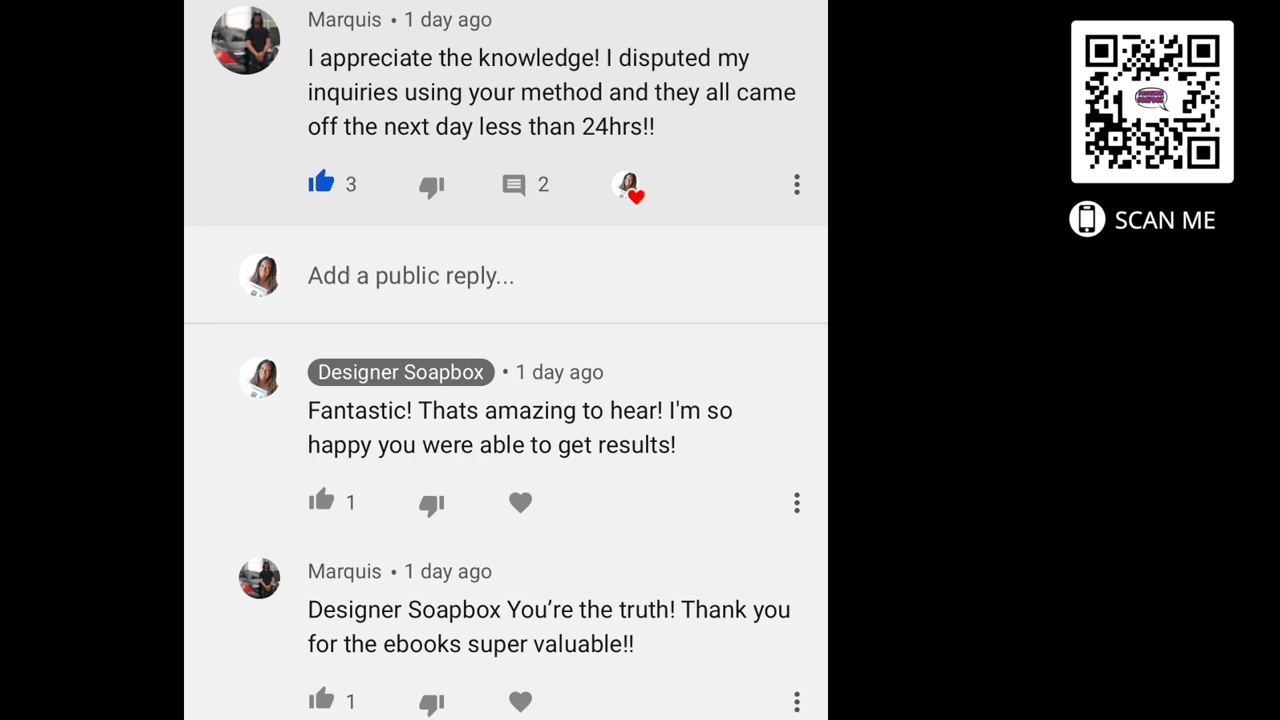 Marquis • 1 day ago
I appreciate the knowledge! I disputed my
inquiries using your method and they all came
off the next day less than 24hrs!!
3
2
SCAN ME
Add a public reply...
Designer Soapbox • 1 day ago
Fantastic! Thats amazing to hear! I'm so
happy you were able to get results!
1
Marquis • 1 day ago
Designer Soapbox You’re the truth! Thank you
for the ebooks super valuable!!
1